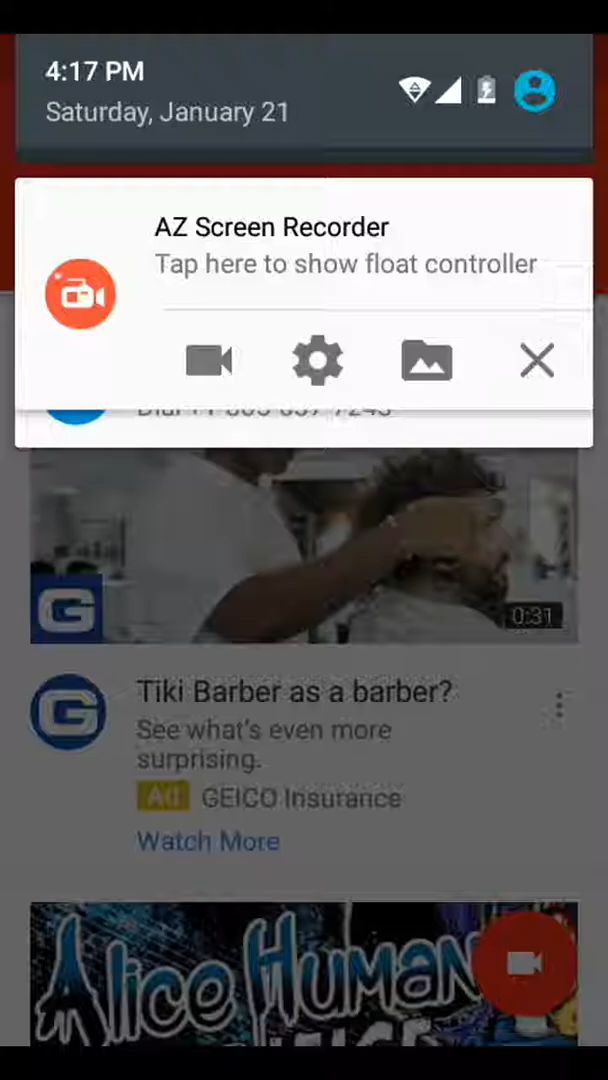 4:17 PM
Saturday, January 21
AZ Screen Recorder
Tap here to show float controller
G
0:31
G
Tiki Barber as a barber?
See what's even more
surprising.
Ad GEICO Insurance
Watch More
Alice Human